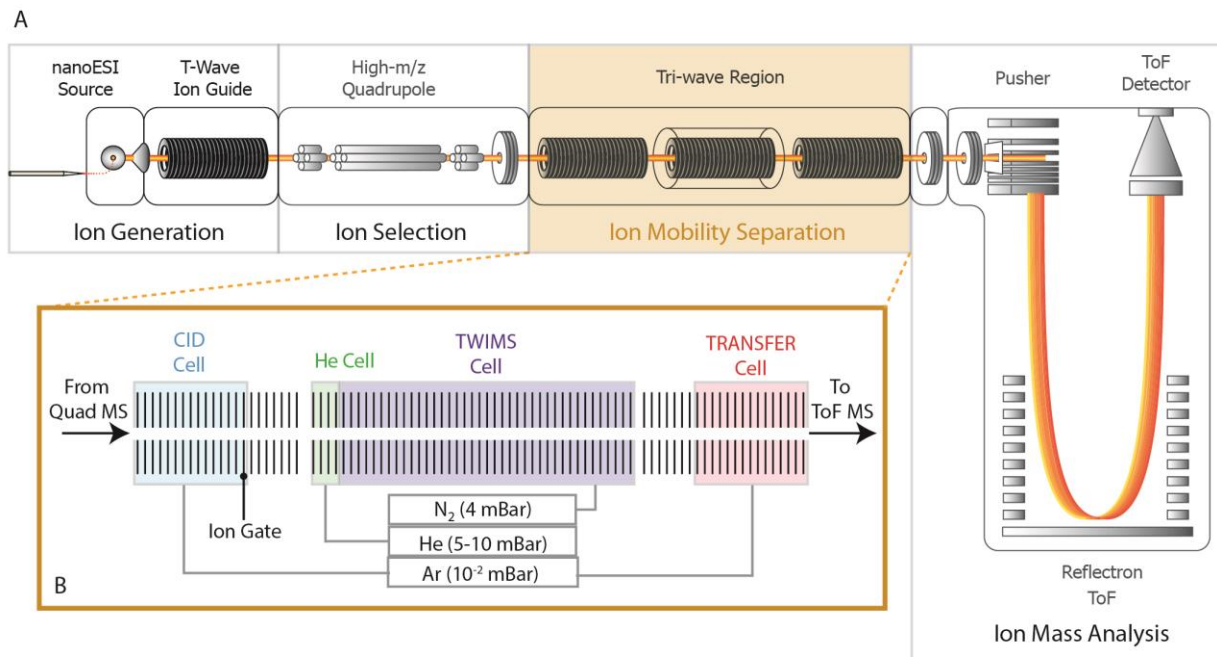 A
nanoESI
Source
T-Wave
Ion Guide
High-m/z
Quadrupole
Tri-wave Region
Pusher
ToF
Detector
Ion Generation
Ion Selection
Ion Mobility Separation
CID
Cell
He Cell
TWIMS
Cell
TRANSFER
Cell
From
Quad MS
To
ToF MS
Ion Gate
N₂ (4 mBar)
He (5-10 mBar)
Ar (10⁻² mBar)
B
Reflectron
ToF
Ion Mass Analysis